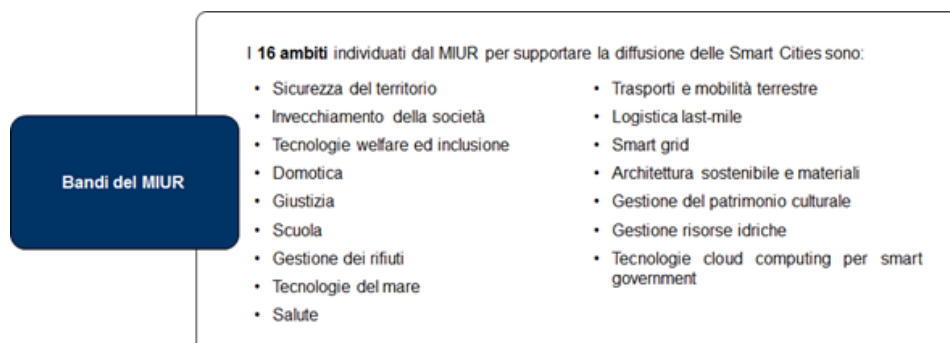 Bandi del MIUR
I 16 ambiti individuati dal MIUR per supportare la diffusione delle Smart Cities sono:
• Sicurezza del territorio
• Invecchiamento della società
• Tecnologie welfare ed inclusione
• Domotica
• Giustizia
• Scuola
• Gestione dei rifiuti
• Tecnologie del mare
• Salute
• Trasporti e mobilità terrestre
• Logistica last-mile
• Smart grid
• Architettura sostenibile e materiali
• Gestione del patrimonio culturale
• Gestione risorse idriche
• Tecnologie cloud computing per smart
government